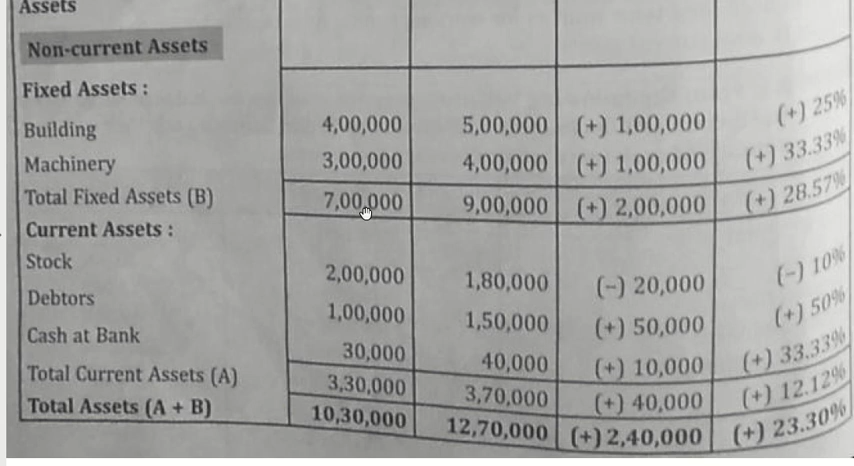 Assets
Non-current Assets
Fixed Assets :
Building 4,00,000 5,00,000 (+) 1,00,000 (+) 25%
Machinery 3,00,000 4,00,000 (+) 1,00,000 (+) 33.33%
Total Fixed Assets (B) 7,00,000 9,00,000 (+) 2,00,000 (+) 28.57%
Current Assets :
Stock 2,00,000 1,80,000 (–) 20,000 (–) 10%
Debtors 1,00,000 1,50,000 (+) 50,000 (+) 50%
Cash at Bank 30,000 40,000 (+) 10,000 (+) 33.33%
Total Current Assets (A) 3,30,000 3,70,000 (+) 40,000 (+) 12.12%
Total Assets (A + B) 10,30,000 12,70,000 (+) 2,40,000 (+) 23.30%